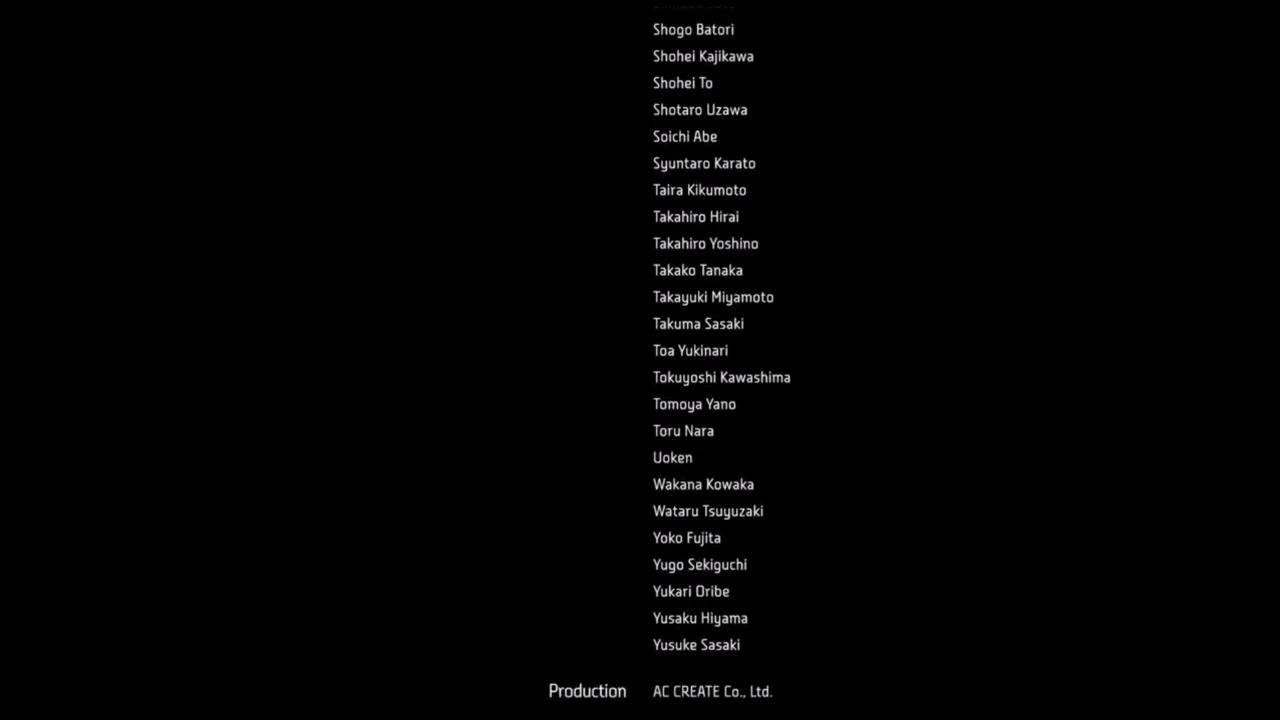 Shogo Batori
Shohei Kajikawa
Shohei To
Shotaro Uzawa
Soichi Abe
Syuntaro Karato
Taira Kikumoto
Takahiro Hirai
Takahiro Yoshino
Takako Tanaka
Takayuki Miyamoto
Takuma Sasaki
Toa Yukinari
Tokuyoshi Kawashima
Tomoya Yano
Toru Nara
Uoken
Wakana Kowaka
Wataru Tsuyuzaki
Yoko Fujita
Yugo Sekiguchi
Yukari Oribe
Yusaku Hiyama
Yusuke Sasaki
Production AC CREATE Co., Ltd.